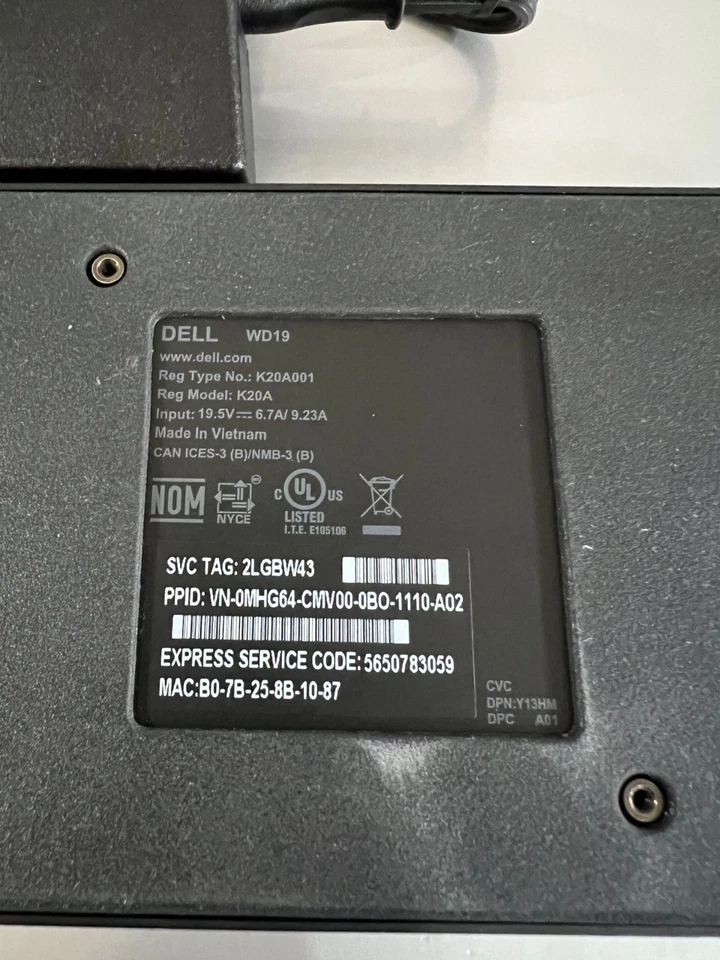 DELL WD19
www.dell.com
Reg Type No.: K20A001
Reg Model: K20A
Input: 19.5V⎓ 6.7A/ 9.23A
Made In Vietnam
CAN ICES-3 (B)/NMB-3 (B)
NOM
NYCE
C UL US
LISTED
I.T.E. E105106
SVC TAG: 2LGBW43
PPID: VN-0MHG64-CMV00-0BO-1110-A02
EXPRESS SERVICE CODE: 5650783059
MAC:B0-7B-25-8B-10-87
CVC
DPN:Y13HM
DPC A01